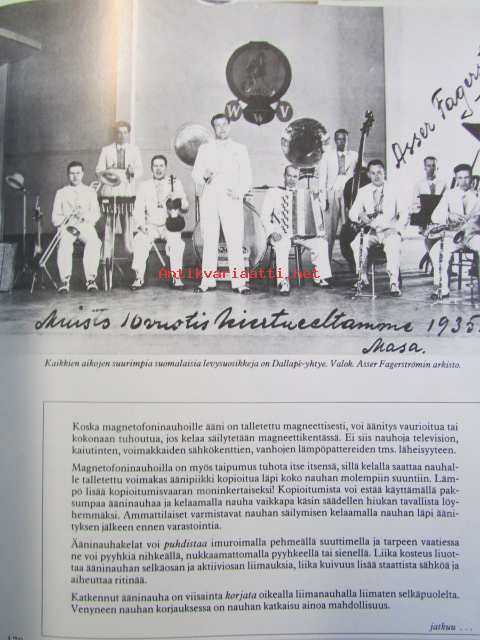 W W V
Asser Fagerst
Antikvariaatti.net
Muisto 10 vuotis kiertueeltamme 1935.
Masa.
Kaikkien aikojen suurimpia suomalaisia levysuosikkeja on Dallapé-yhtye. Valok. Asser Fagerströmin arkisto.
Koska magnetofoninauhoille ääni on talletettu magneettisesti, voi äänitys vaurioitua tai
kokonaan tuhoutua, jos kelaa säilytetään magneettikentässä. Ei siis nauhoja television,
kaiutinten, voimakkaiden sähkökenttien, vanhojen lämpöpattereiden tms. läheisyyteen.
Magnetofoninauhoilla on myös taipumus tuhota itse itsensä, sillä kelalla saattaa nauhal-
le talletettu voimakas äänipiikki kopioitua läpi koko nauhan molempiin suuntiin. Läm-
pö lisää kopioitumisvaaran moninkertaiseksi! Kopioitumista voi estää käyttämällä pak-
sumpaa ääninauhaa ja kelaamalla nauha vaikkapa käsin säädellen hiukan tavallista löy-
hemmäksi. Ammattilaiset varmistavat nauhan säilymisen kelaamalla nauhan läpi ääni-
tyksen jälkeen ennen varastointia.
Ääninauhakelat voi puhdistaa imuroimalla pehmeällä suuttimella ja tarpeen vaatiessa
ne voi pyyhkiä nihkeällä, nukkaamattomalla pyyhkeellä tai sienellä. Liika kosteus liuot-
taa ääninauhan selkäosan ja aktiiviosan liimauksia, liika kuivuus lisää staattista sähköä ja
aiheuttaa ritinää.
Katkennut ääninauha on viisainta korjata oikealla liimanauhalla liimaten selkäpuolelta.
Venyneen nauhan korjauksessa on nauhan katkaisu ainoa mahdollisuus.
jatkuu . . .